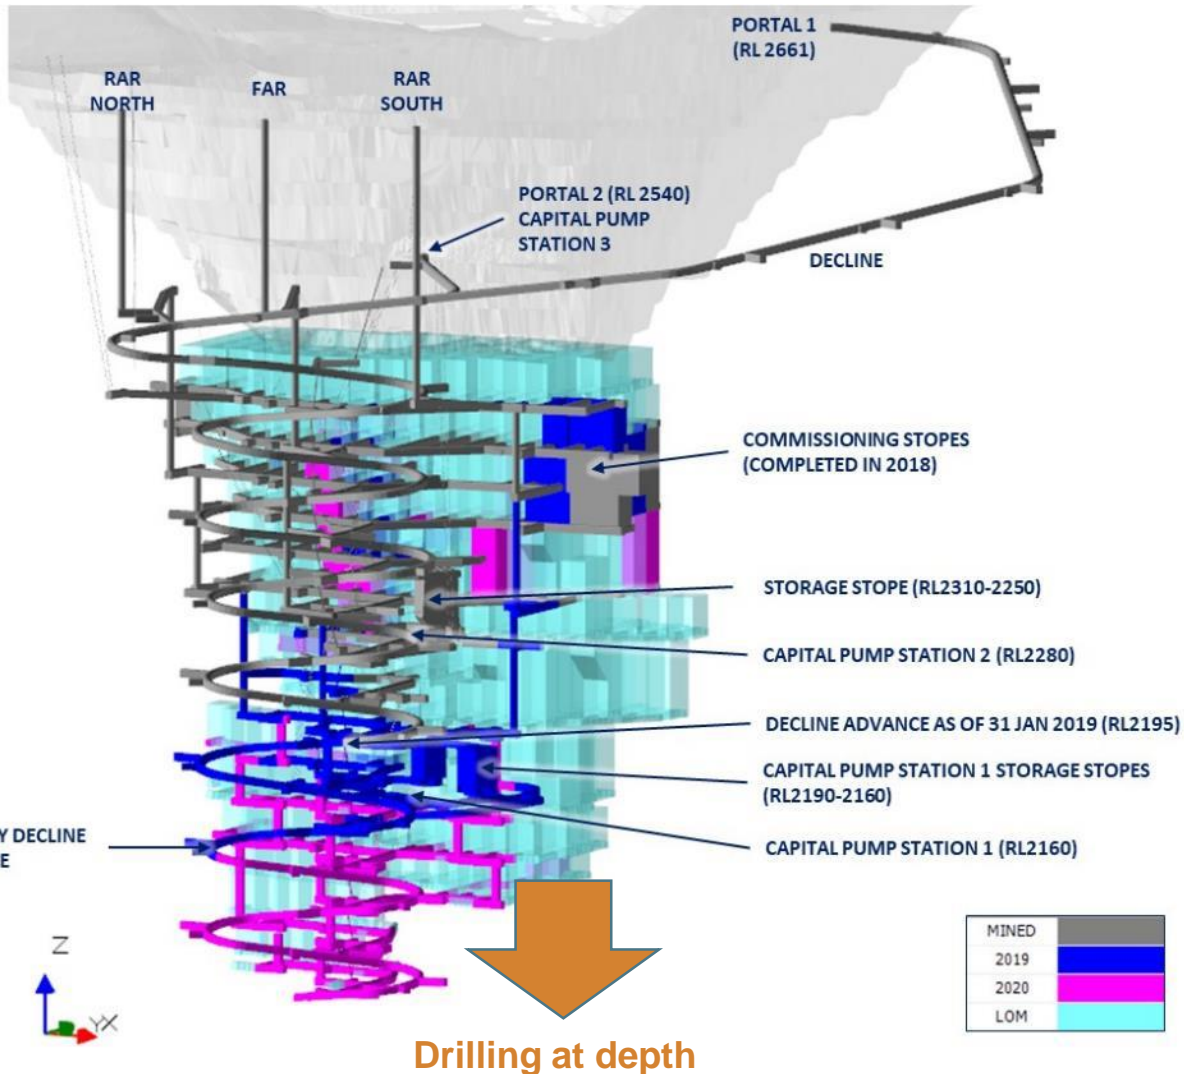 PORTAL 1
(RL 2661)
RAR
NORTH
FAR
RAR
SOUTH
PORTAL 2 (RL 2540)
CAPITAL PUMP
STATION 3
DECLINE
COMMISSIONING STOPES
(COMPLETED IN 2018)
STORAGE STOPE (RL2310-2250)
CAPITAL PUMP STATION 2 (RL2280)
DECLINE ADVANCE AS OF 31 JAN 2019 (RL2195)
CAPITAL PUMP STATION 1 STORAGE STOPES
(RL2190-2160)
CAPITAL PUMP STATION 1 (RL2160)
Y DECLINE
E
Z
YX
MINED
2019
2020
LOM
Drilling at depth